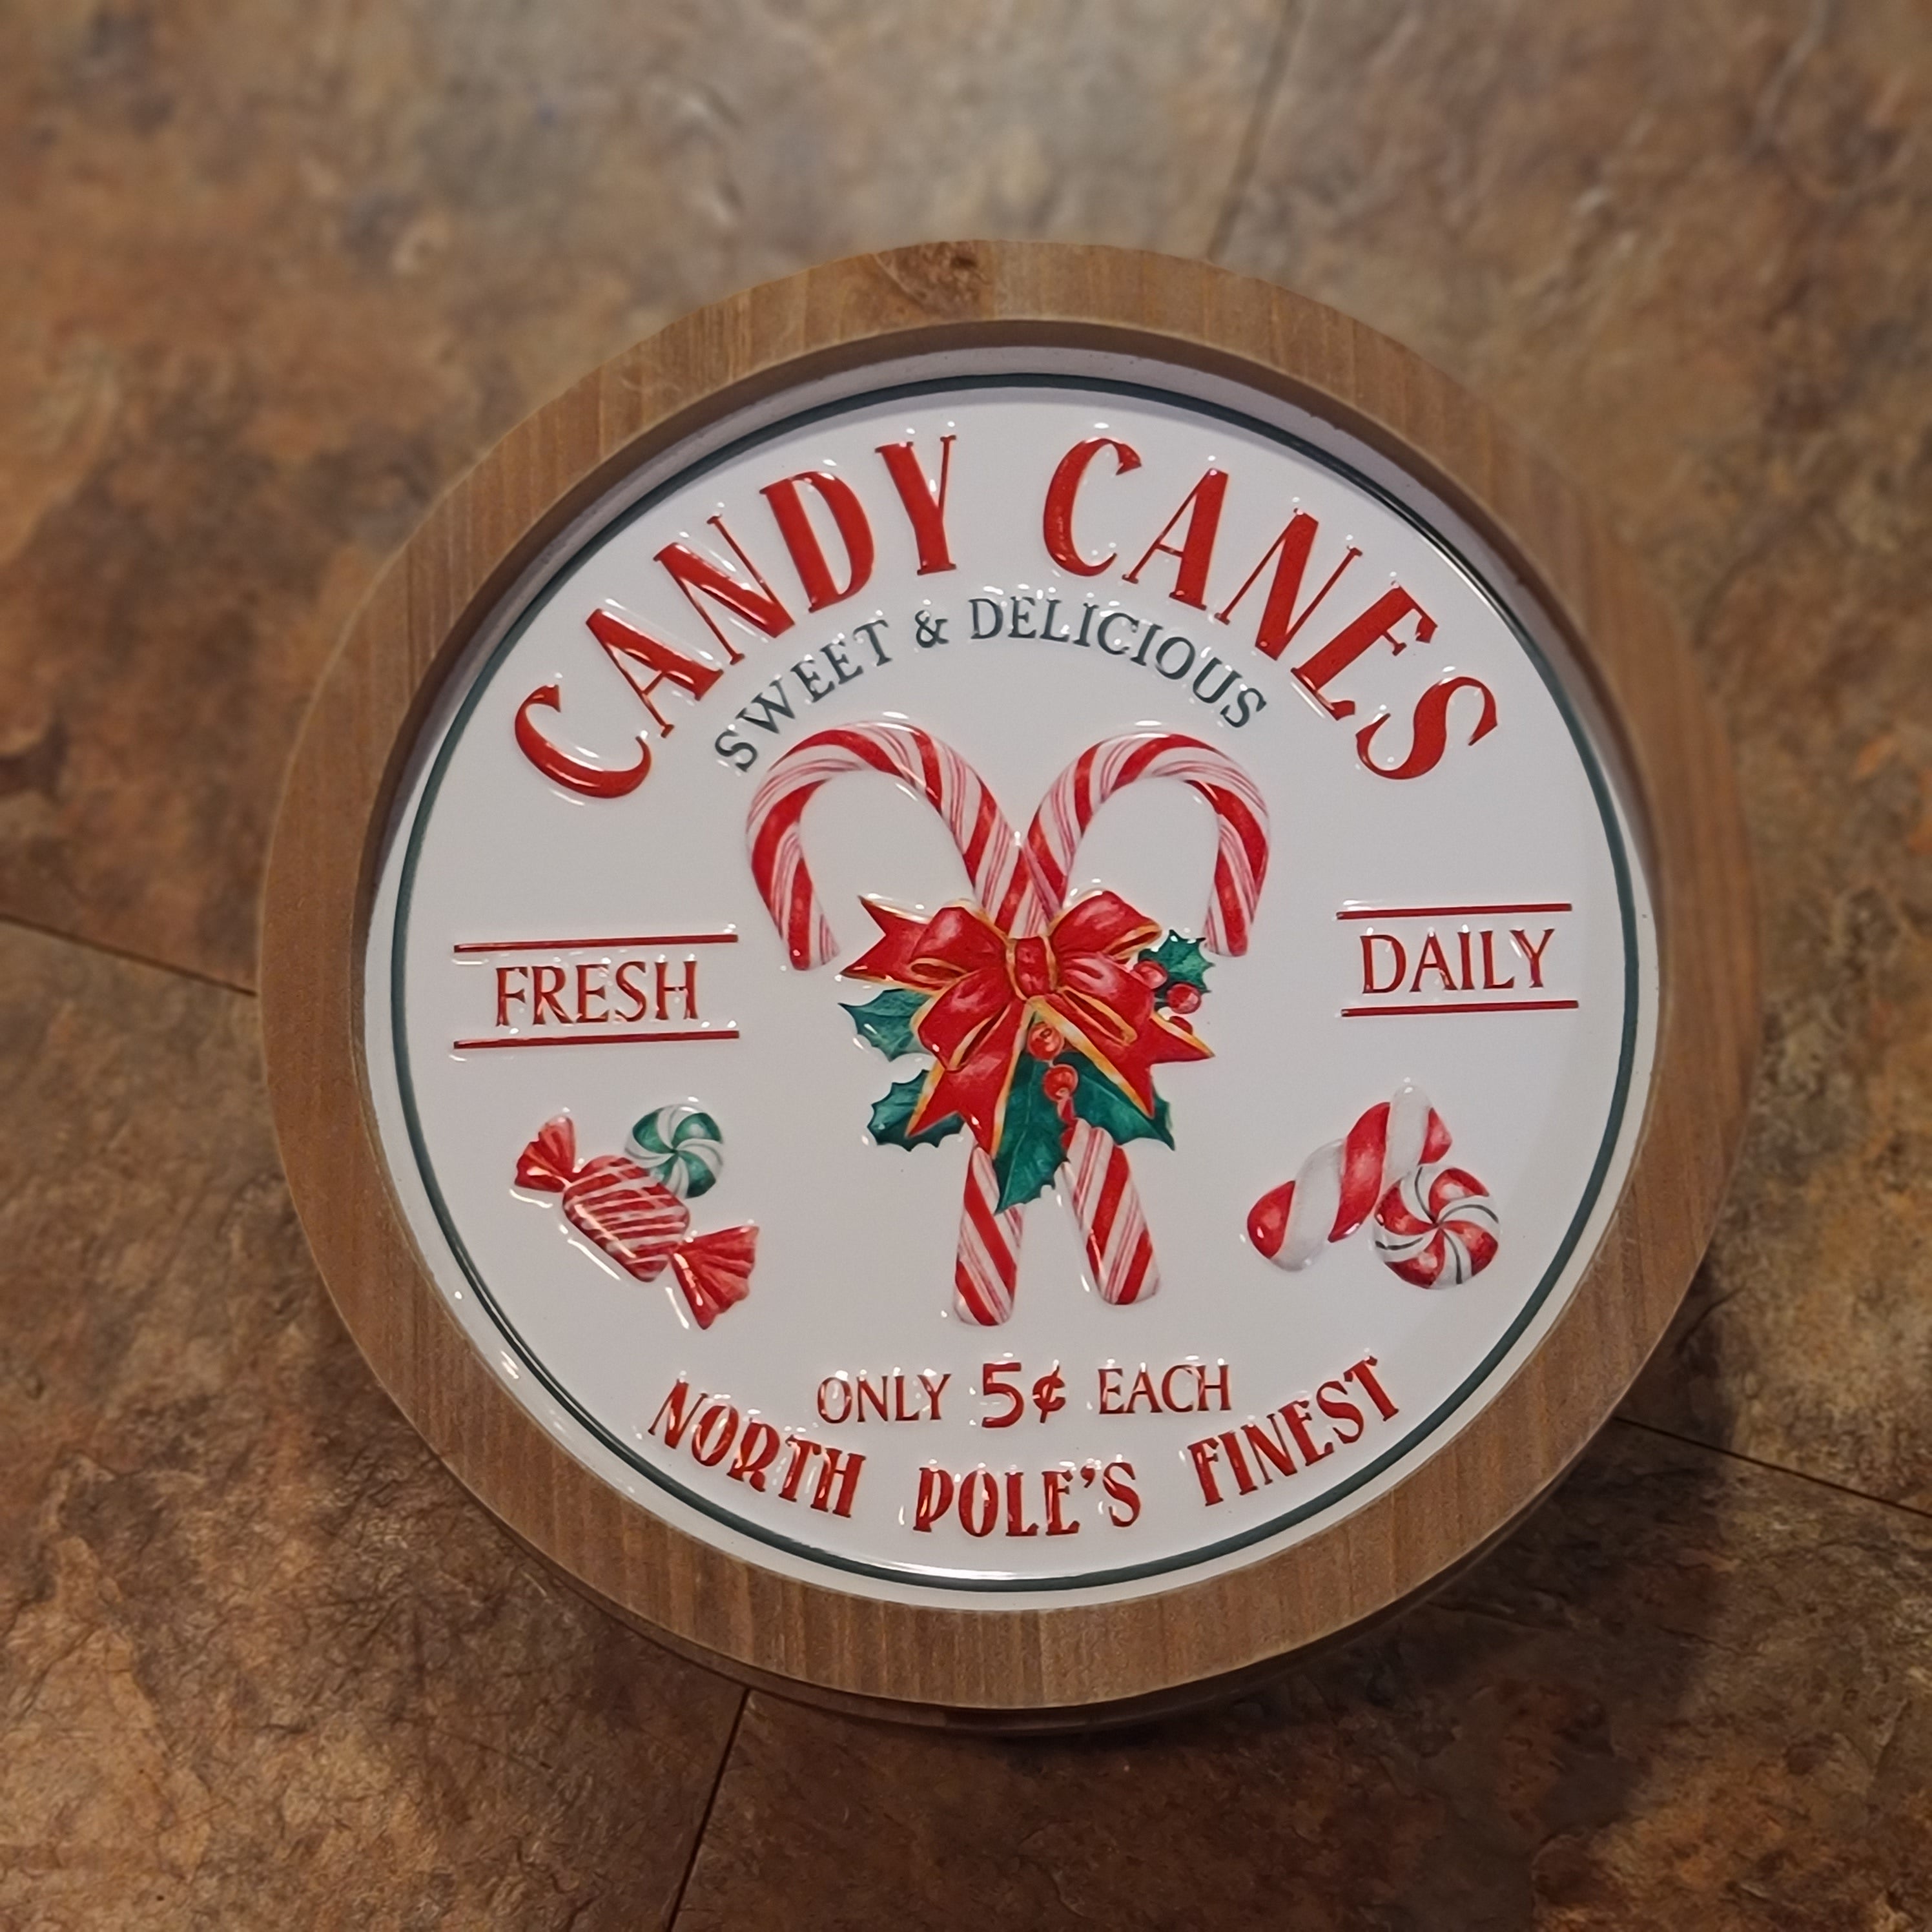 CANDY CANES
SWEET & DELICIOUS
FRESH
DAILY
ONLY 5¢ EACH
NORTH POLE'S FINEST